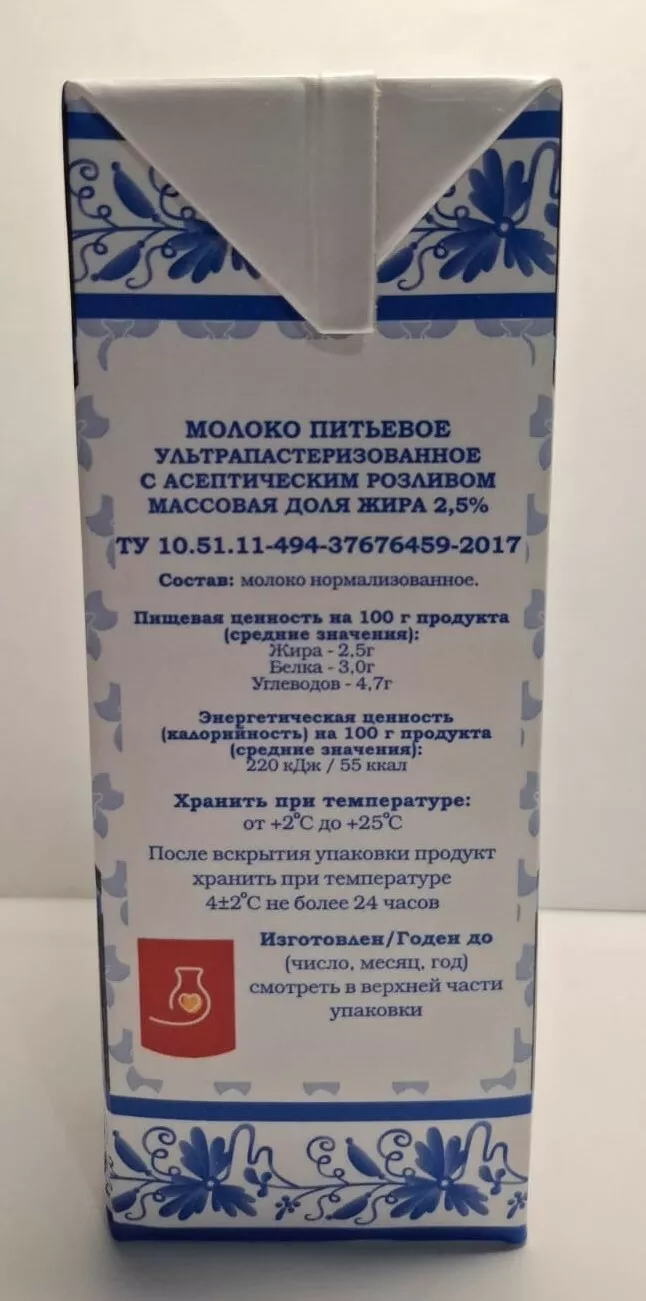 МОЛОКО ПИТЬЕВОЕ
УЛЬТРАПАСТЕРИЗОВАННОЕ
С АСЕПТИЧЕСКИМ РОЗЛИВОМ
МАССОВАЯ ДОЛЯ ЖИРА 2,5%
ТУ 10.51.11-494-37676459-2017
Состав: молоко нормализованное.
Пищевая ценность на 100 г продукта
(средние значения):
Жира - 2,5г
Белка - 3,0г
Углеводов - 4,7г
Энергетическая ценность
(калорийность) на 100 г продукта
(средние значения):
220 кДж / 55 ккал
Хранить при температуре:
от +2°С до +25°С
После вскрытия упаковки продукт
хранить при температуре
4±2°С не более 24 часов
Изготовлен/Годен до
(число, месяц, год)
смотреть в верхней части
упаковки